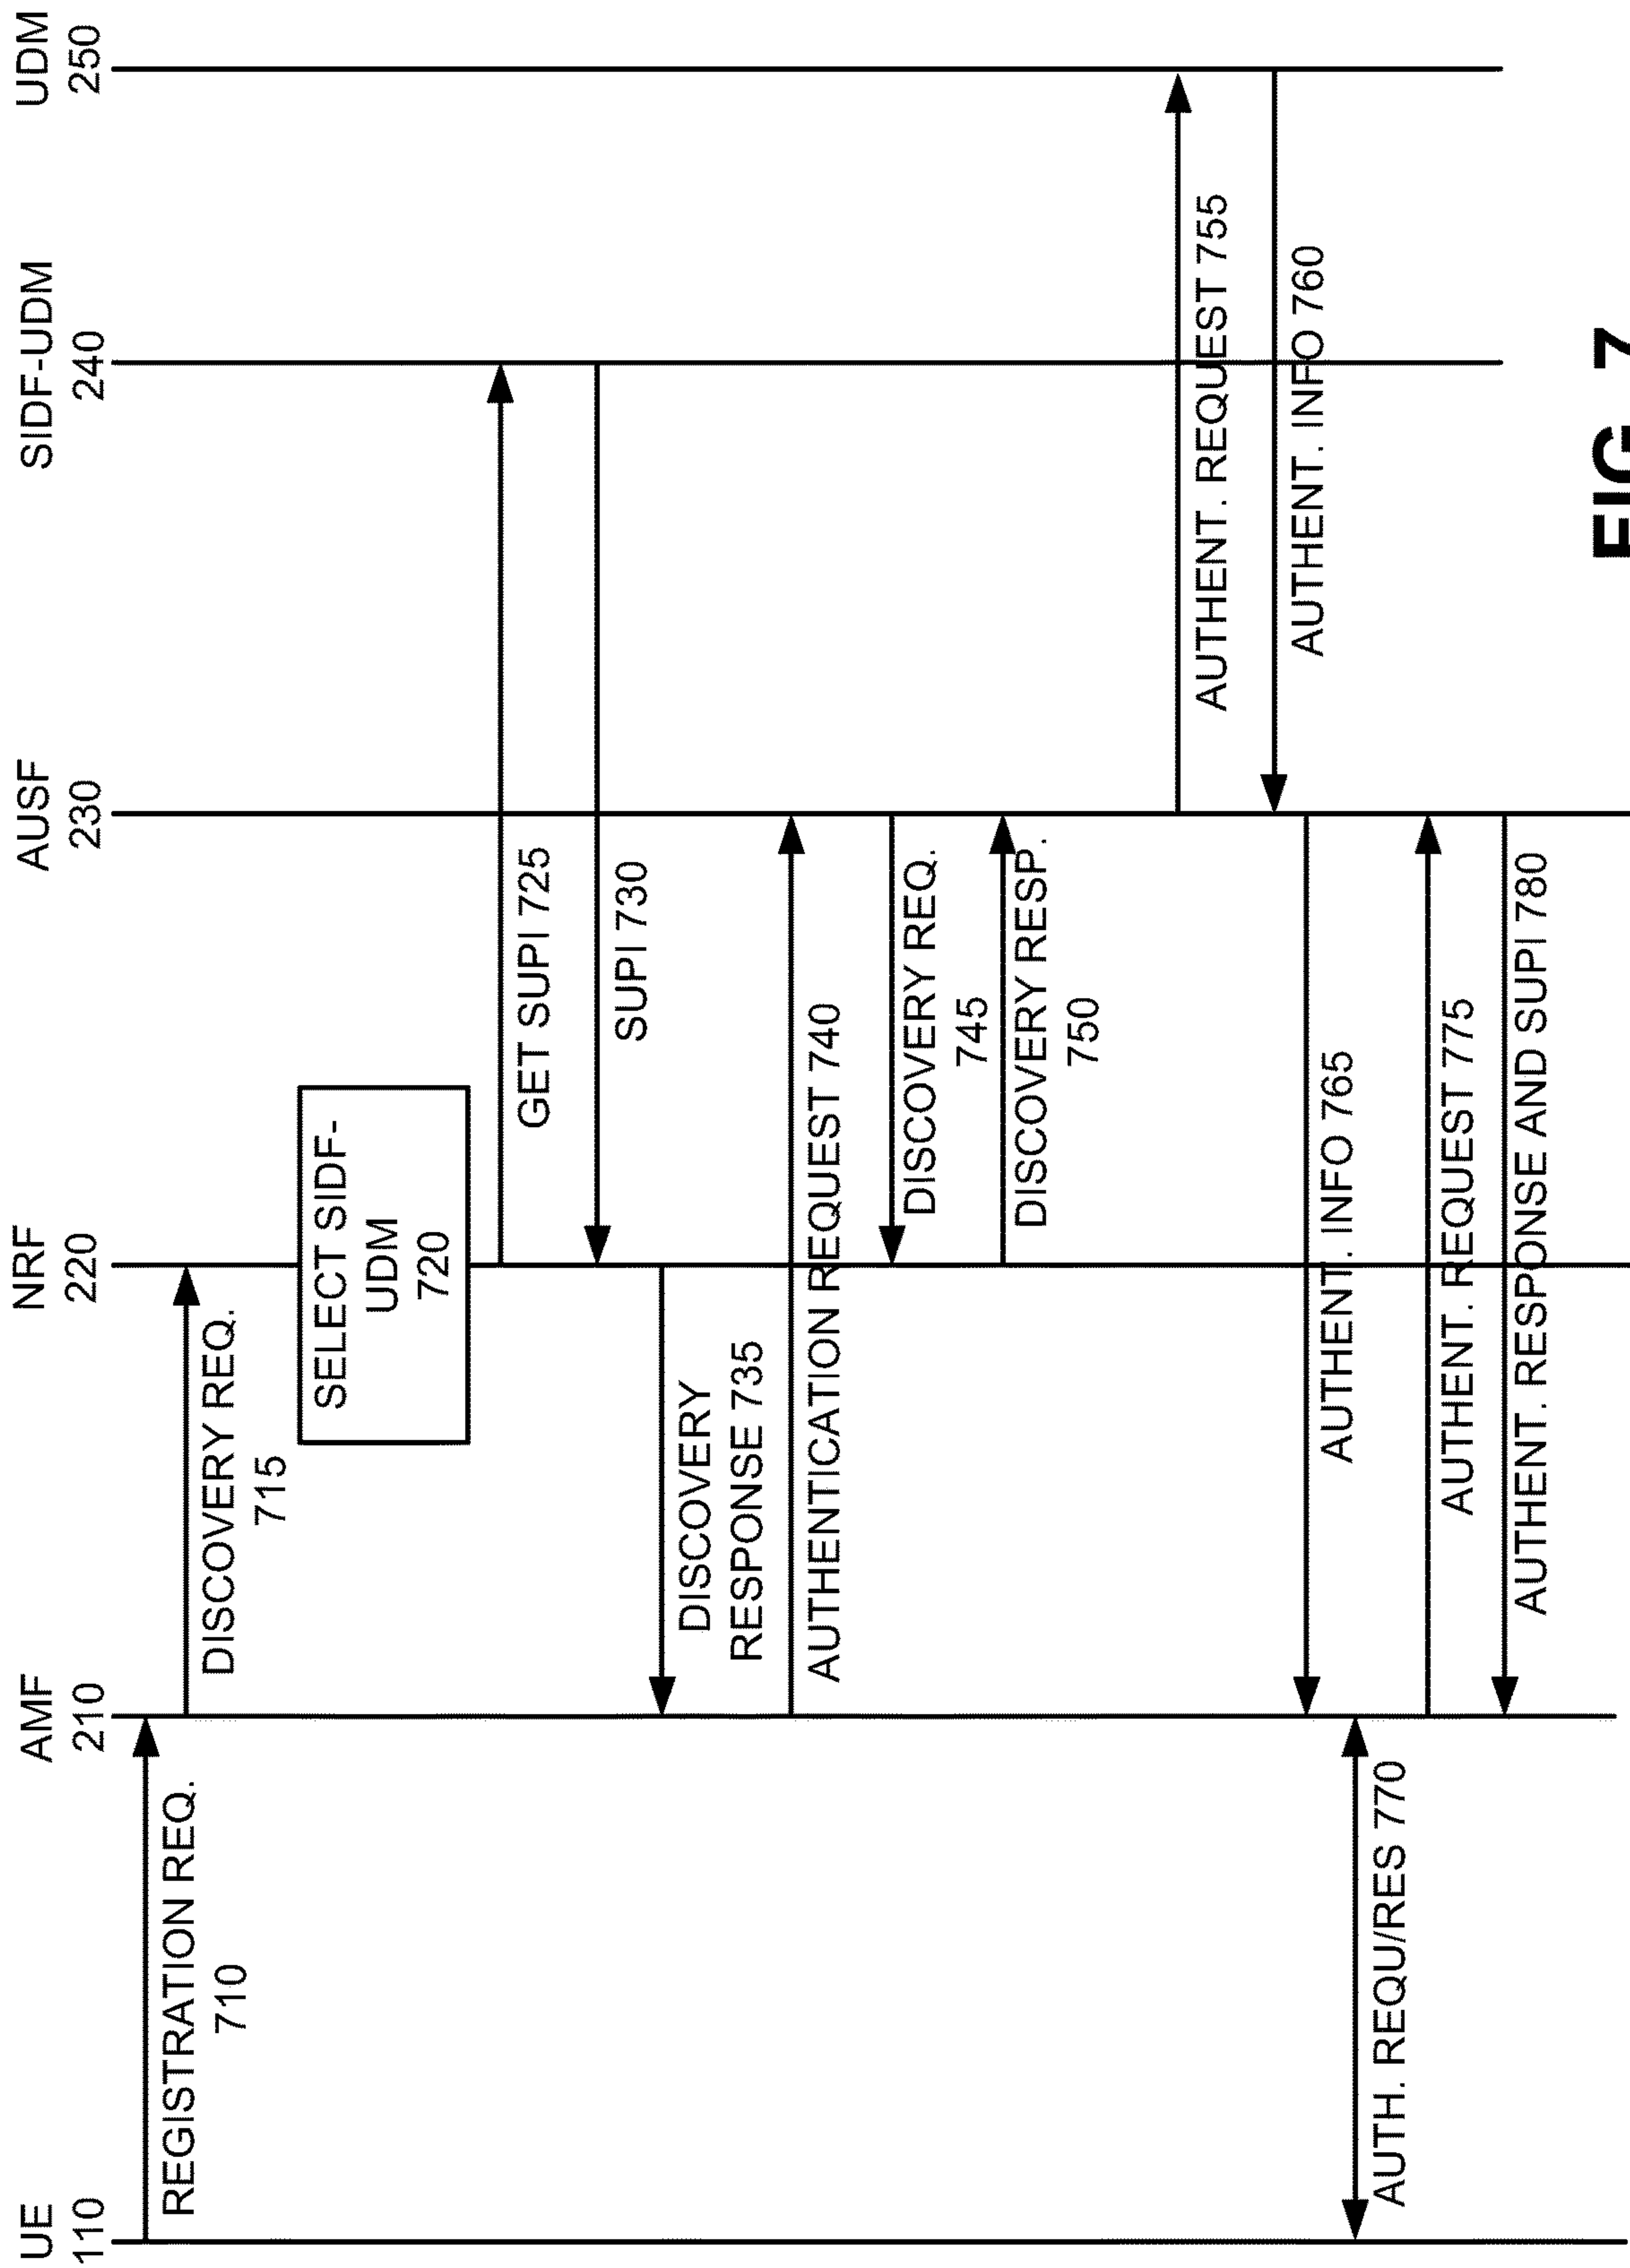 UE
110
AMF
210
NRF
220
AUSF
230
SIDF-UDM
240
UDM
250
REGISTRATION REQ.
710
DISCOVERY REQ.
715
SELECT SIDF-
UDM
720
GET SUPI 725
SUPI 730
DISCOVERY
RESPONSE 735
AUTHENTICATION REQUEST 740
DISCOVERY REQ.
745
DISCOVERY RESP.
750
AUTHENT. REQUEST 755
AUTHENT. INFO 760
AUTHENT. INFO 765
AUTH. REQU/RES 770
AUTHENT. REQUEST 775
AUTHENT. RESPONSE AND SUPI 780
FIG. 7